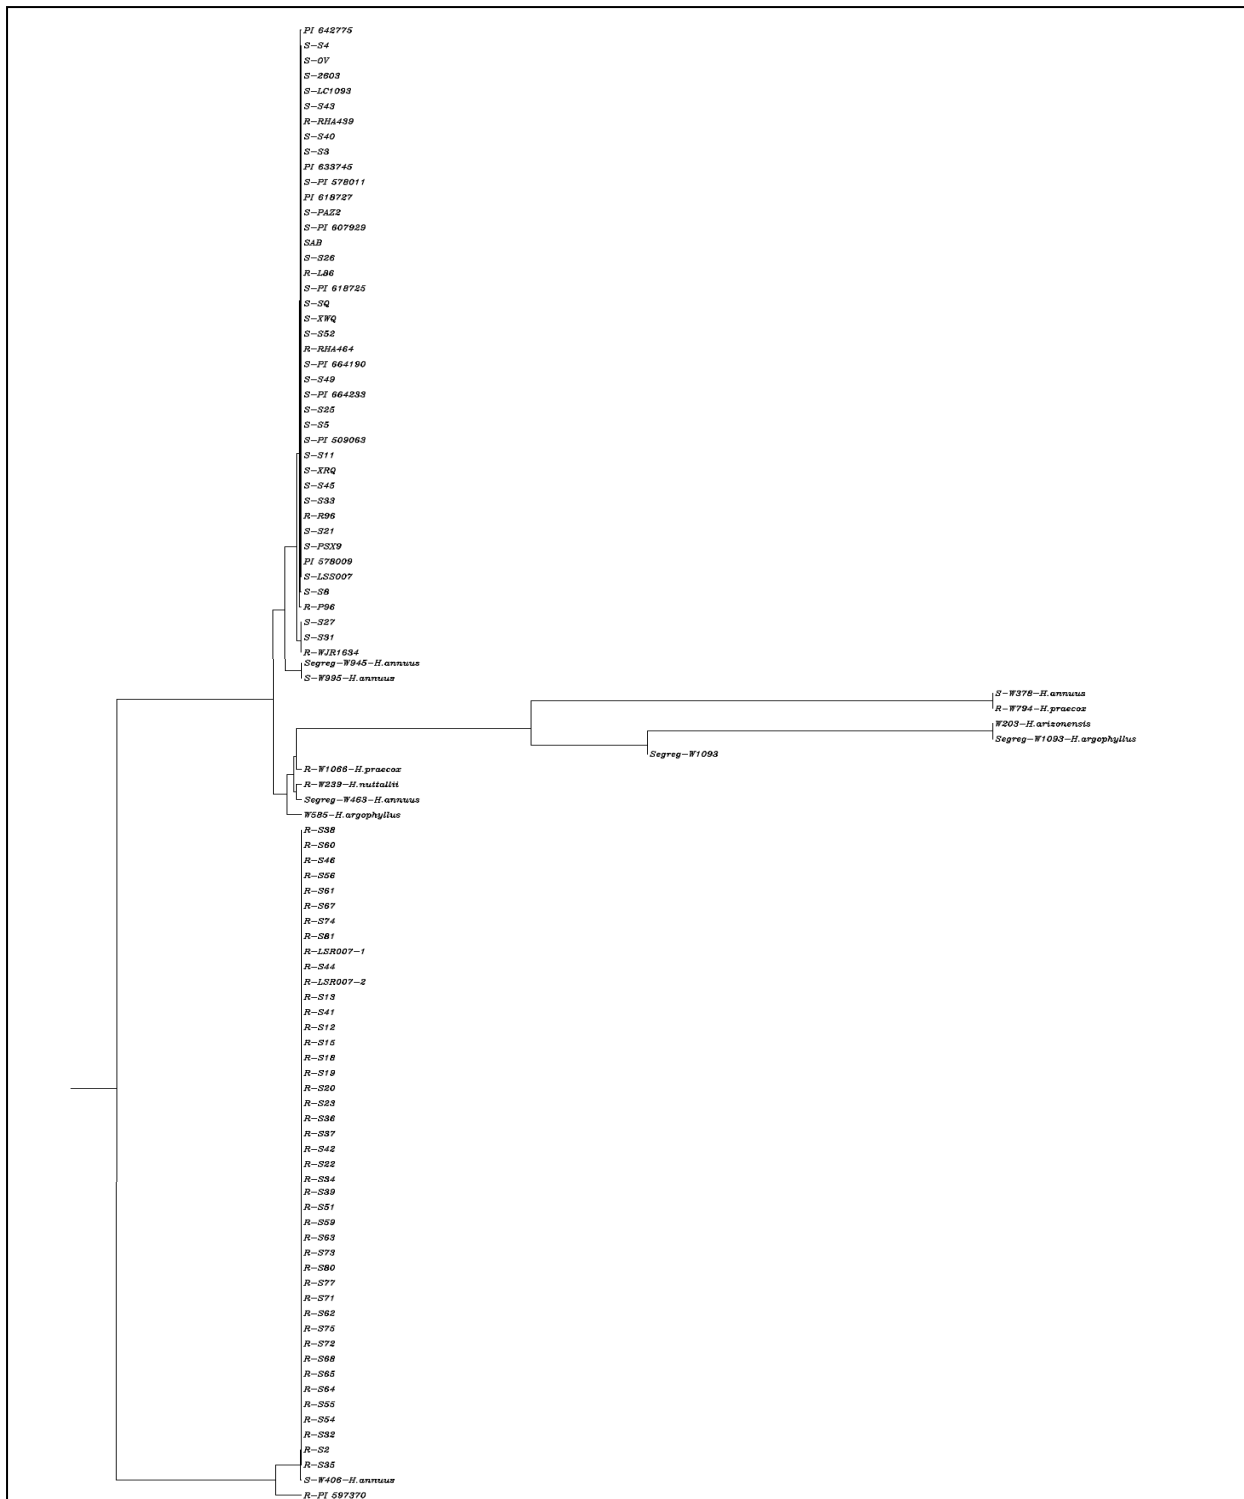 PI 642775
S-S4
S-OV
S-2603
S-LC1093
S-S43
R-RHA439
S-S40
S-S3
PI 633745
S-PI 578011
PI 618727
S-PAZ2
S-PI 607929
SAB
S-S26
R-L86
S-PI 618725
S-SQ
S-XWQ
S-S52
R-RHA464
S-PI 664190
S-S49
S-PI 664233
S-S25
S-S5
S-PI 509063
S-S11
S-XRQ
S-S45
S-S33
R-R96
S-S21
S-PSX9
PI 578009
S-LSS007
S-S8
R-P96
S-S27
S-S31
R-WJR1634
Segreg-W945-H.annuus
S-W995-H.annuus
S-W378-H.annuus
R-W794-H.praecox
W203-H.arizonensis
Segreg-W1093-H.argophyllus
Segreg-W1093
R-W1066-H.praecox
R-W239-H.nuttallii
Segreg-W463-H.annuus
W585-H.argophyllus
R-S38
R-S60
R-S46
R-S56
R-S61
R-S67
R-S74
R-S81
R-LSR007-1
R-S44
R-LSR007-2
R-S13
R-S41
R-S12
R-S15
R-S18
R-S19
R-S20
R-S23
R-S36
R-S37
R-S42
R-S22
R-S34
R-S39
R-S51
R-S59
R-S63
R-S73
R-S80
R-S77
R-S71
R-S62
R-S75
R-S72
R-S68
R-S65
R-S64
R-S55
R-S54
R-S32
R-S2
R-S35
S-W406-H.annuus
R-PI 597370